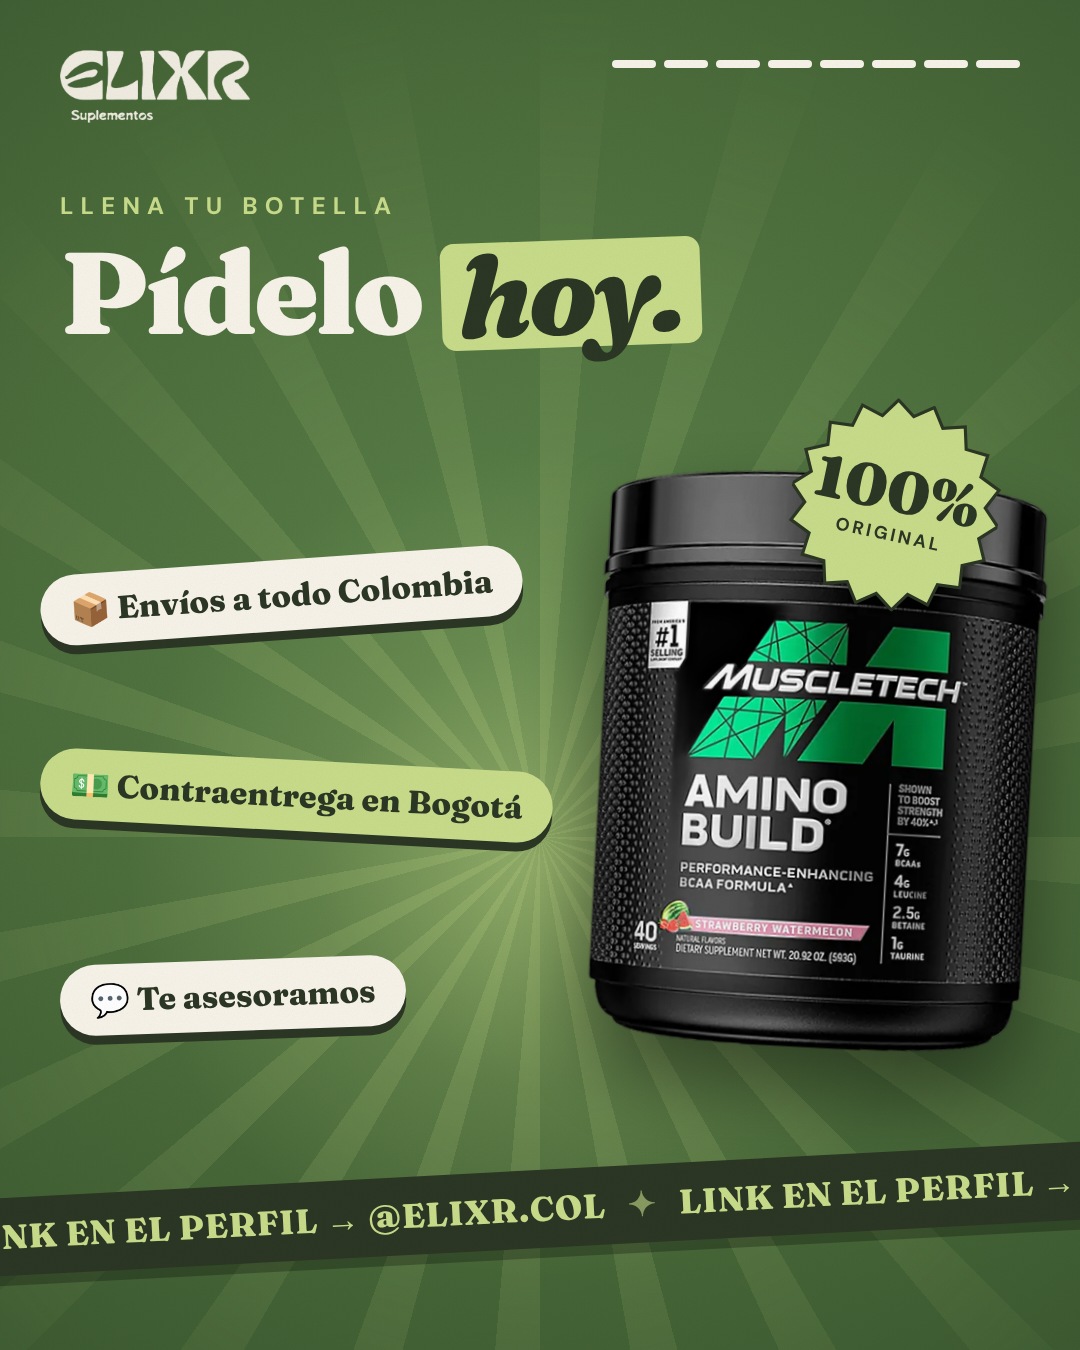 ELIXR
Suplementos
LLENA TU BOTELLA
Pídelo hoy.
100%
ORIGINAL
📦 Envíos a todo Colombia
💵 Contraentrega en Bogotá
💬 Te asesoramos
#1
SELLING
MUSCLETECH
AMINO
BUILD®
PERFORMANCE-ENHANCING
BCAA FORMULA▲
SHOWN
TO BOOST
STRENGTH
BY 40%
7G
BCAAs
4G
LEUCINE
2.5G
BETAINE
1G
TAURINE
40
SERVINGS
STRAWBERRY WATERMELON
NATURAL FLAVORS
DIETARY SUPPLEMENT NET WT. 20.92 OZ. (593G)
NK EN EL PERFIL → @ELIXR.COL ✦ LINK EN EL PERFIL →